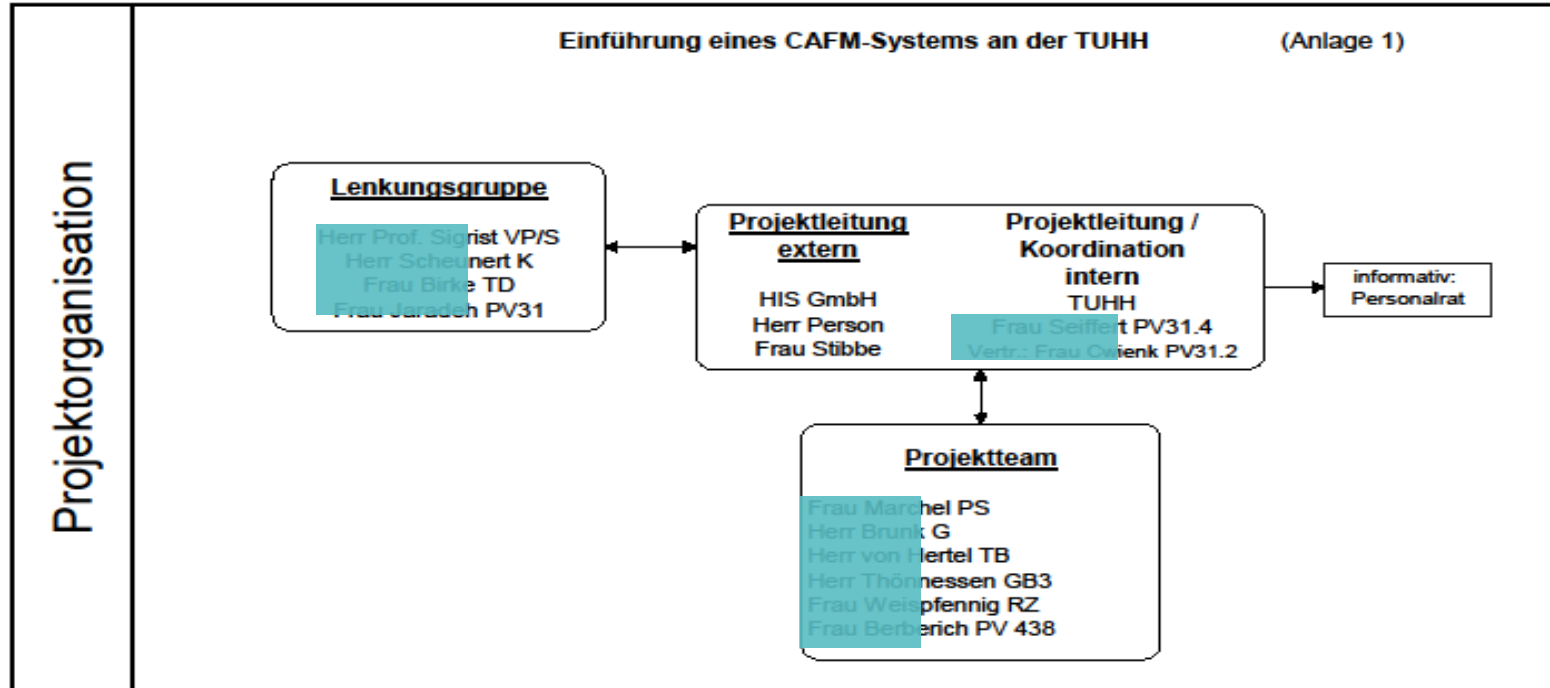 Projektorganisation
Einführung eines CAFM-Systems an der TUHH (Anlage 1)
Lenkungsgruppe
Herr Prof. Sigrist VP/S
Herr Scheunert K
Frau Birke TD
Frau Jaradeh PV31
Projektleitung
extern
HIS GmbH
Herr Person
Frau Stibbe
Projektleitung /
Koordination
intern
TUHH
Frau Seiffert PV31.4
Vertr.: Frau Cwienk PV31.2
informativ:
Personalrat
Projektteam
Frau Marchel PS
Herr Brunk G
Herr von Hertel TB
Herr Thönnessen GB3
Frau Weispfennig RZ
Frau Berberich PV 438